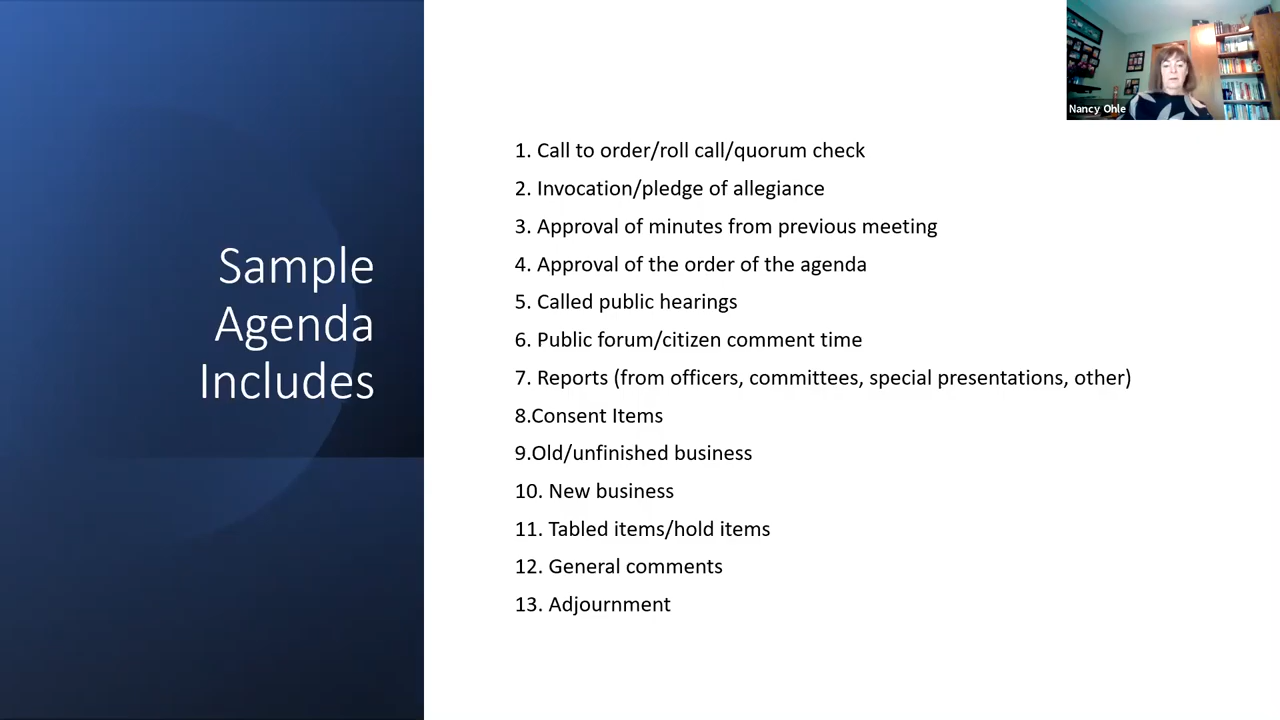 Sample
Agenda
Includes
1. Call to order/roll call/quorum check
2. Invocation/pledge of allegiance
3. Approval of minutes from previous meeting
4. Approval of the order of the agenda
5. Called public hearings
6. Public forum/citizen comment time
7. Reports (from officers, committees, special presentations, other)
8.Consent Items
9.Old/unfinished business
10. New business
11. Tabled items/hold items
12. General comments
13. Adjournment
Nancy Ohle